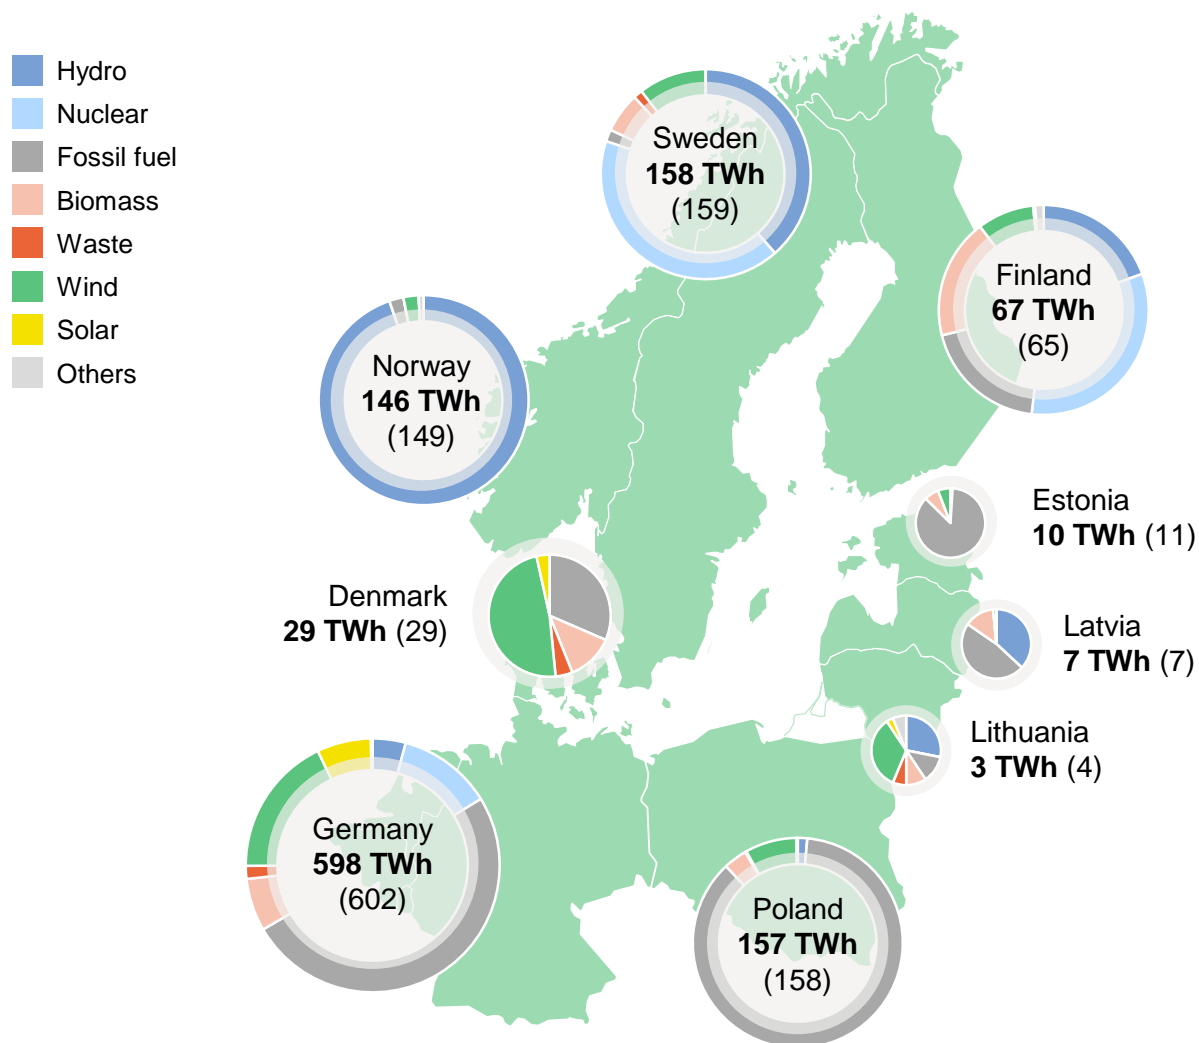 Hydro
Nuclear
Fossil fuel
Biomass
Waste
Wind
Solar
Others
Sweden
158 TWh
(159)
Finland
67 TWh
(65)
Norway
146 TWh
(149)
Estonia
10 TWh (11)
Denmark
29 TWh (29)
Latvia
7 TWh (7)
Lithuania
3 TWh (4)
Germany
598 TWh
(602)
Poland
157 TWh
(158)